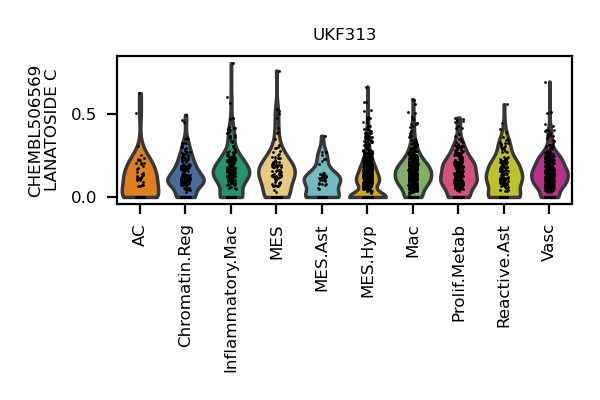 UKF313
CHEMBL506569
LANATOSIDE C
0.5
0.0
AC
Chromatin.Reg
Inflammatory.Mac
MES
MES.Ast
MES.Hyp
Mac
Prolif.Metab
Reactive.Ast
Vasc